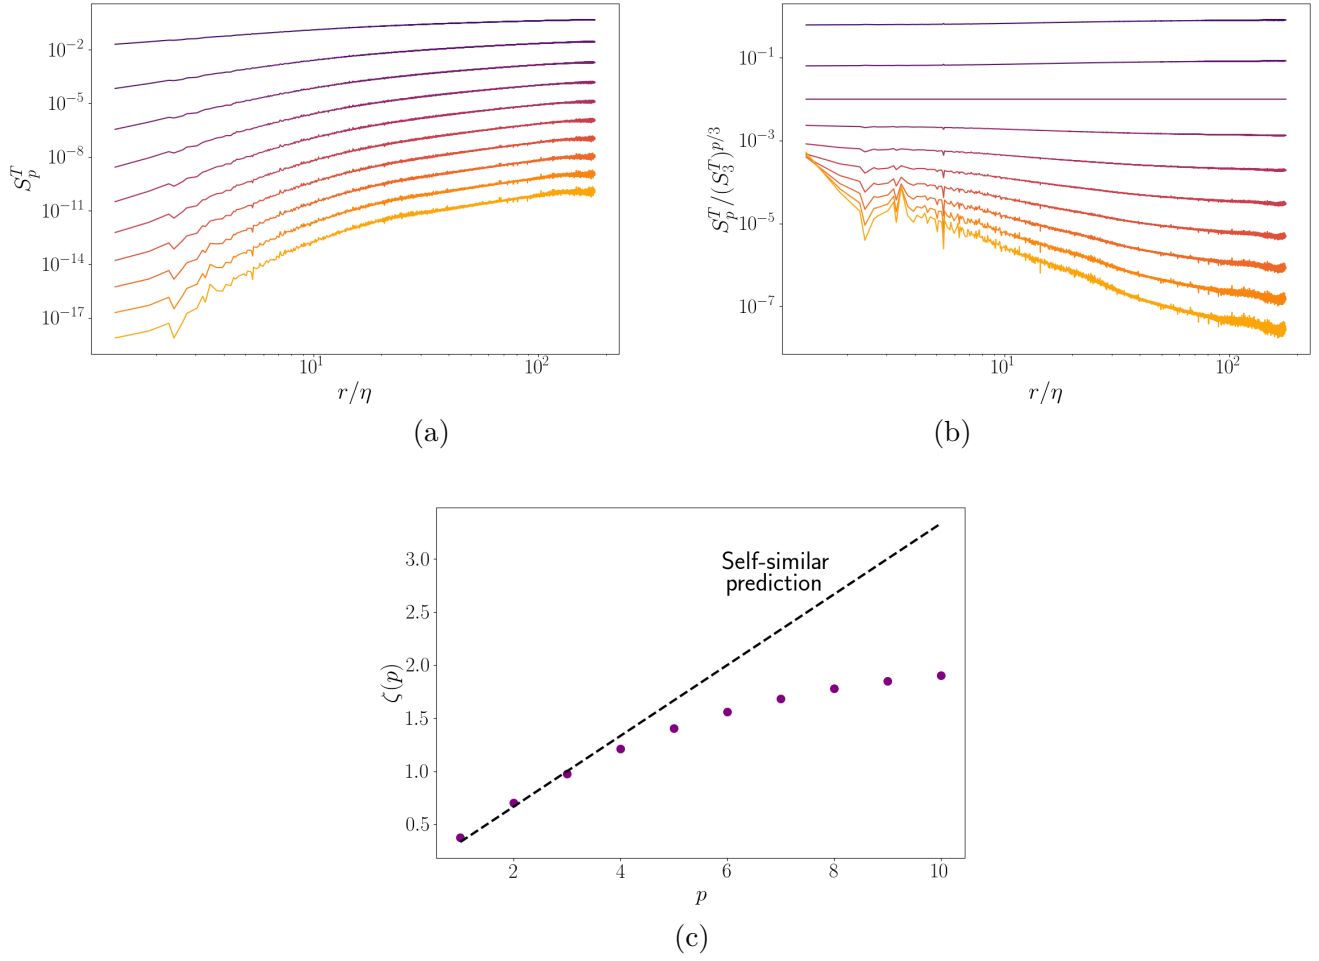 10^{-2}
10^{-5}
10^{-8}
10^{-11}
10^{-14}
10^{-17}
S_p^T
10^1
10^2
r/η
(a)
10^{-1}
10^{-3}
10^{-5}
10^{-7}
S_p^T/(S_3^T)^{p/3}
10^1
10^2
r/η
(b)
3.0
2.5
2.0
1.5
1.0
0.5
ζ(p)
Self-similar
prediction
2 4 6 8 10
p
(c)